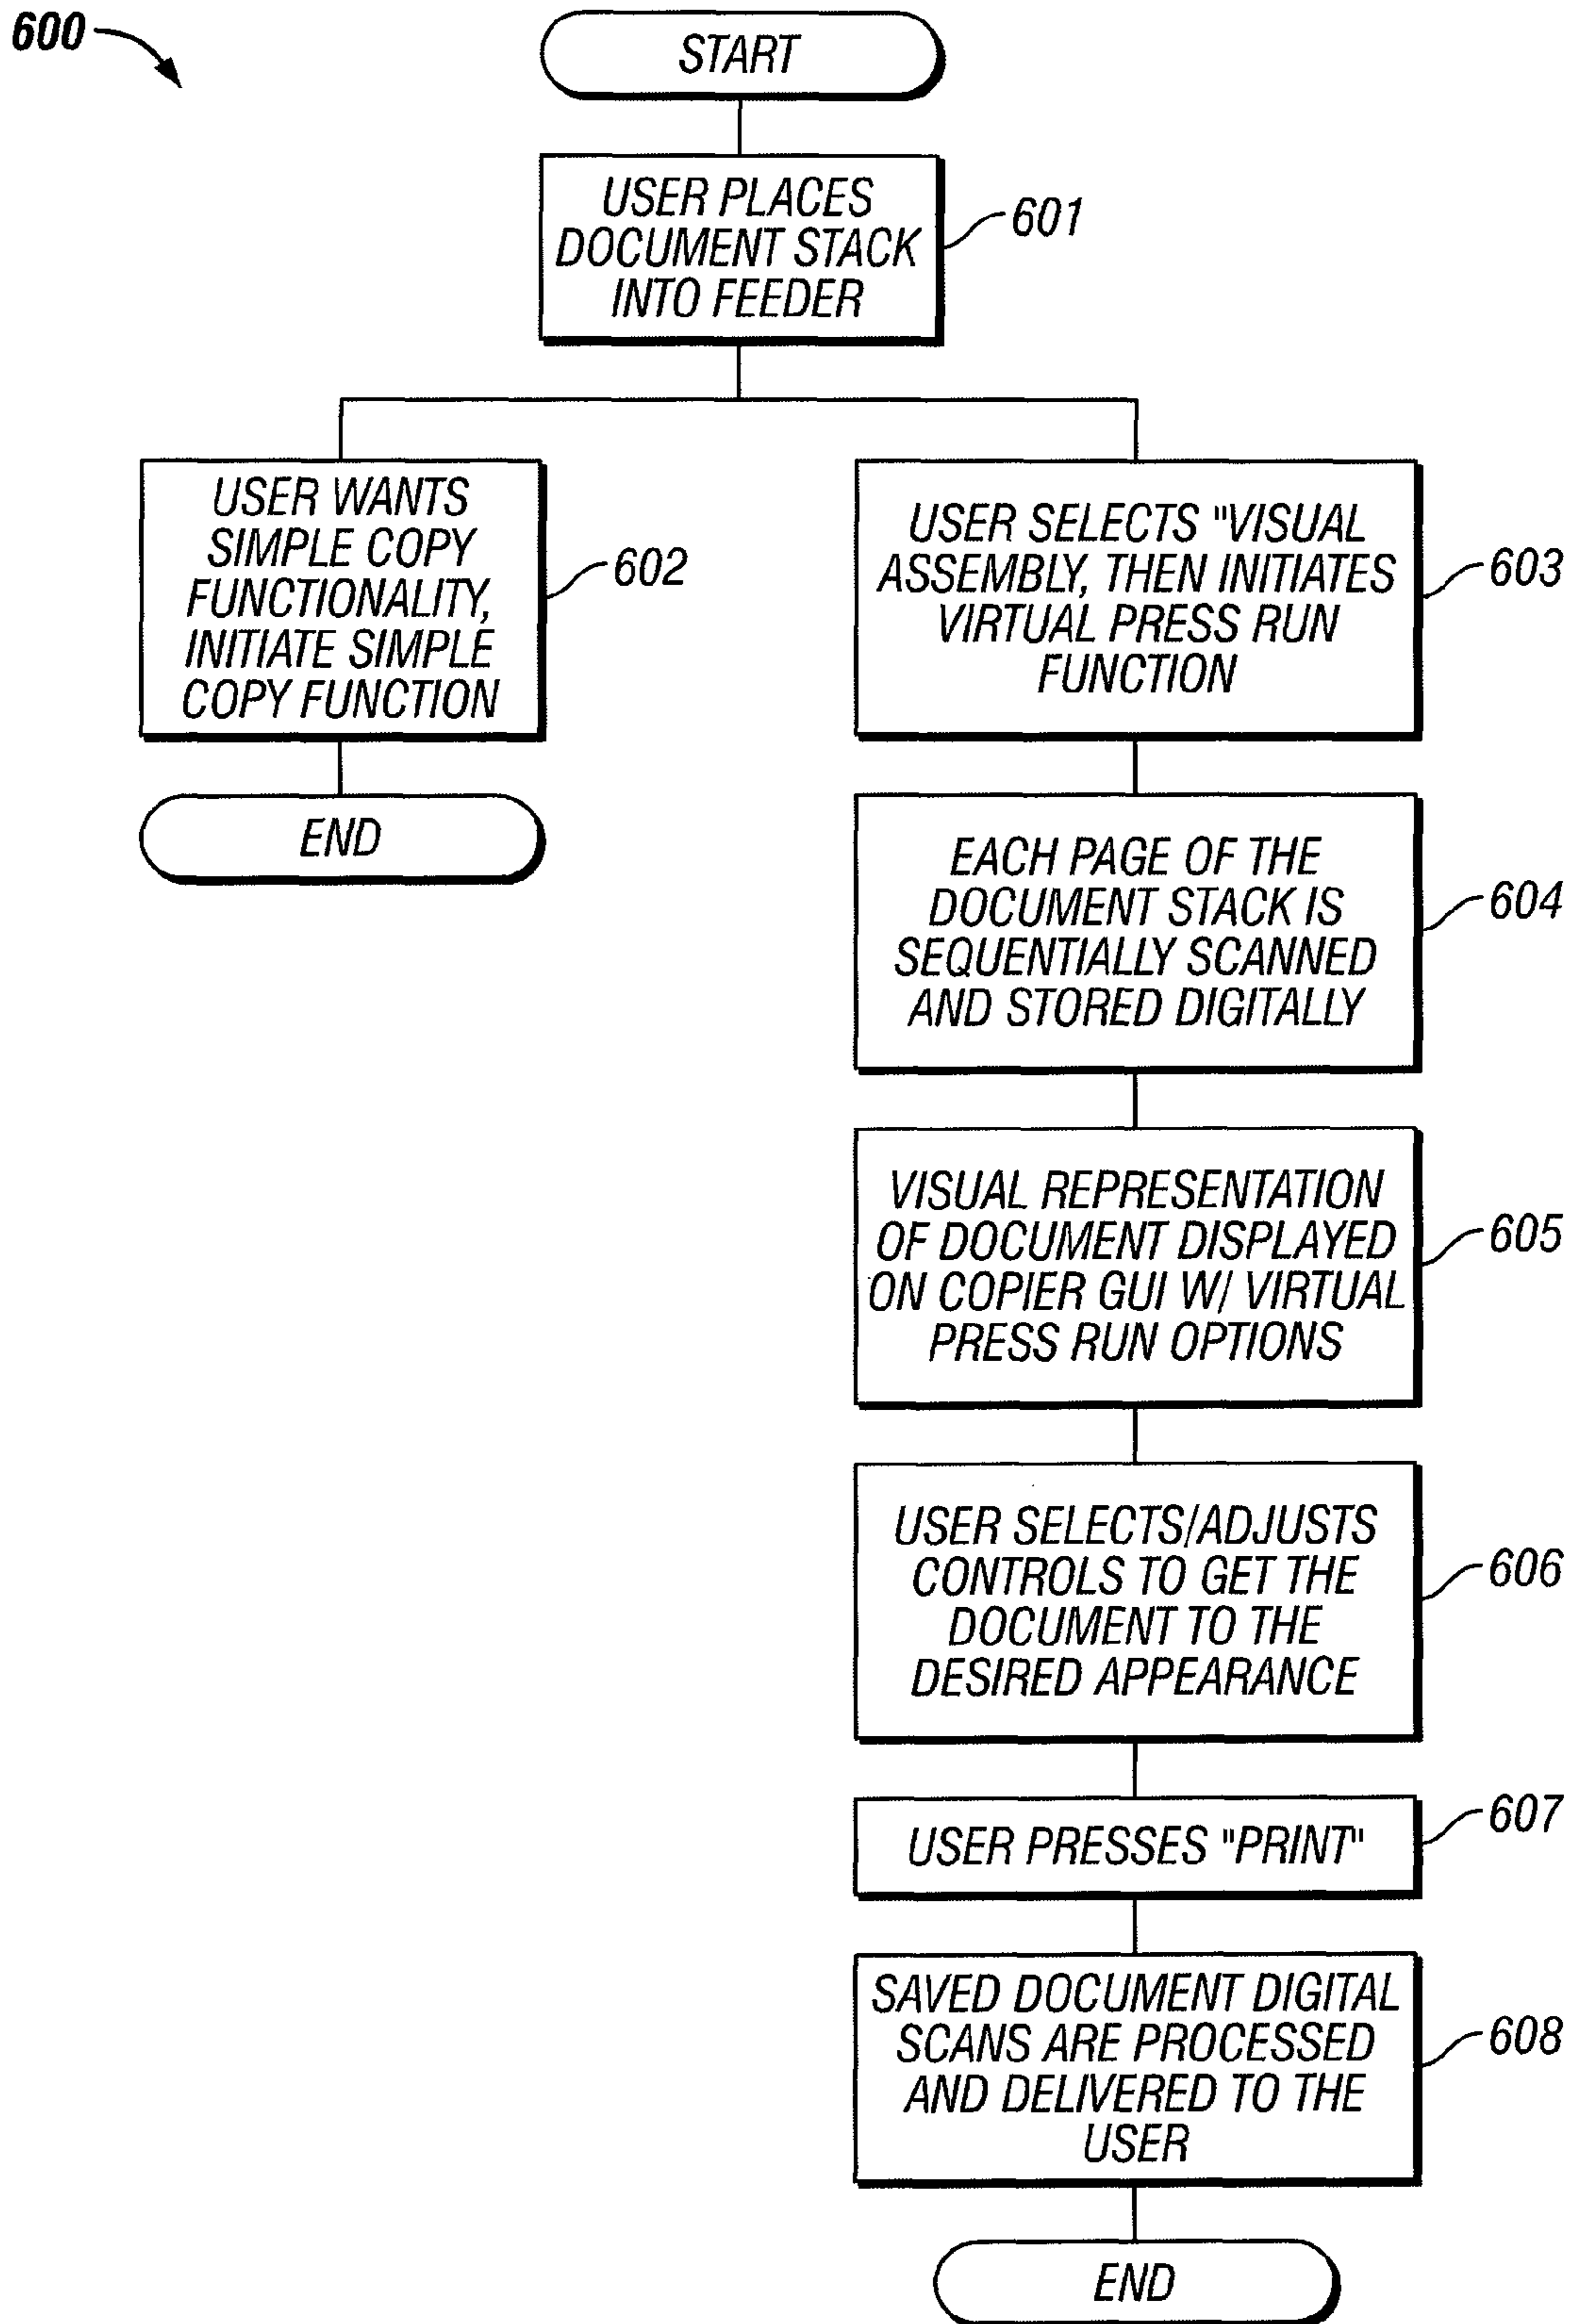 600
START
USER PLACES
DOCUMENT STACK
INTO FEEDER
601
USER WANTS
SIMPLE COPY
FUNCTIONALITY,
INITIATE SIMPLE
COPY FUNCTION
602
END
USER SELECTS "VISUAL
ASSEMBLY, THEN INITIATES
VIRTUAL PRESS RUN
FUNCTION
603
EACH PAGE OF THE
DOCUMENT STACK IS
SEQUENTIALLY SCANNED
AND STORED DIGITALLY
604
VISUAL REPRESENTATION
OF DOCUMENT DISPLAYED
ON COPIER GUI W/ VIRTUAL
PRESS RUN OPTIONS
605
USER SELECTS/ADJUSTS
CONTROLS TO GET THE
DOCUMENT TO THE
DESIRED APPEARANCE
606
USER PRESSES "PRINT"
607
SAVED DOCUMENT DIGITAL
SCANS ARE PROCESSED
AND DELIVERED TO THE
USER
608
END